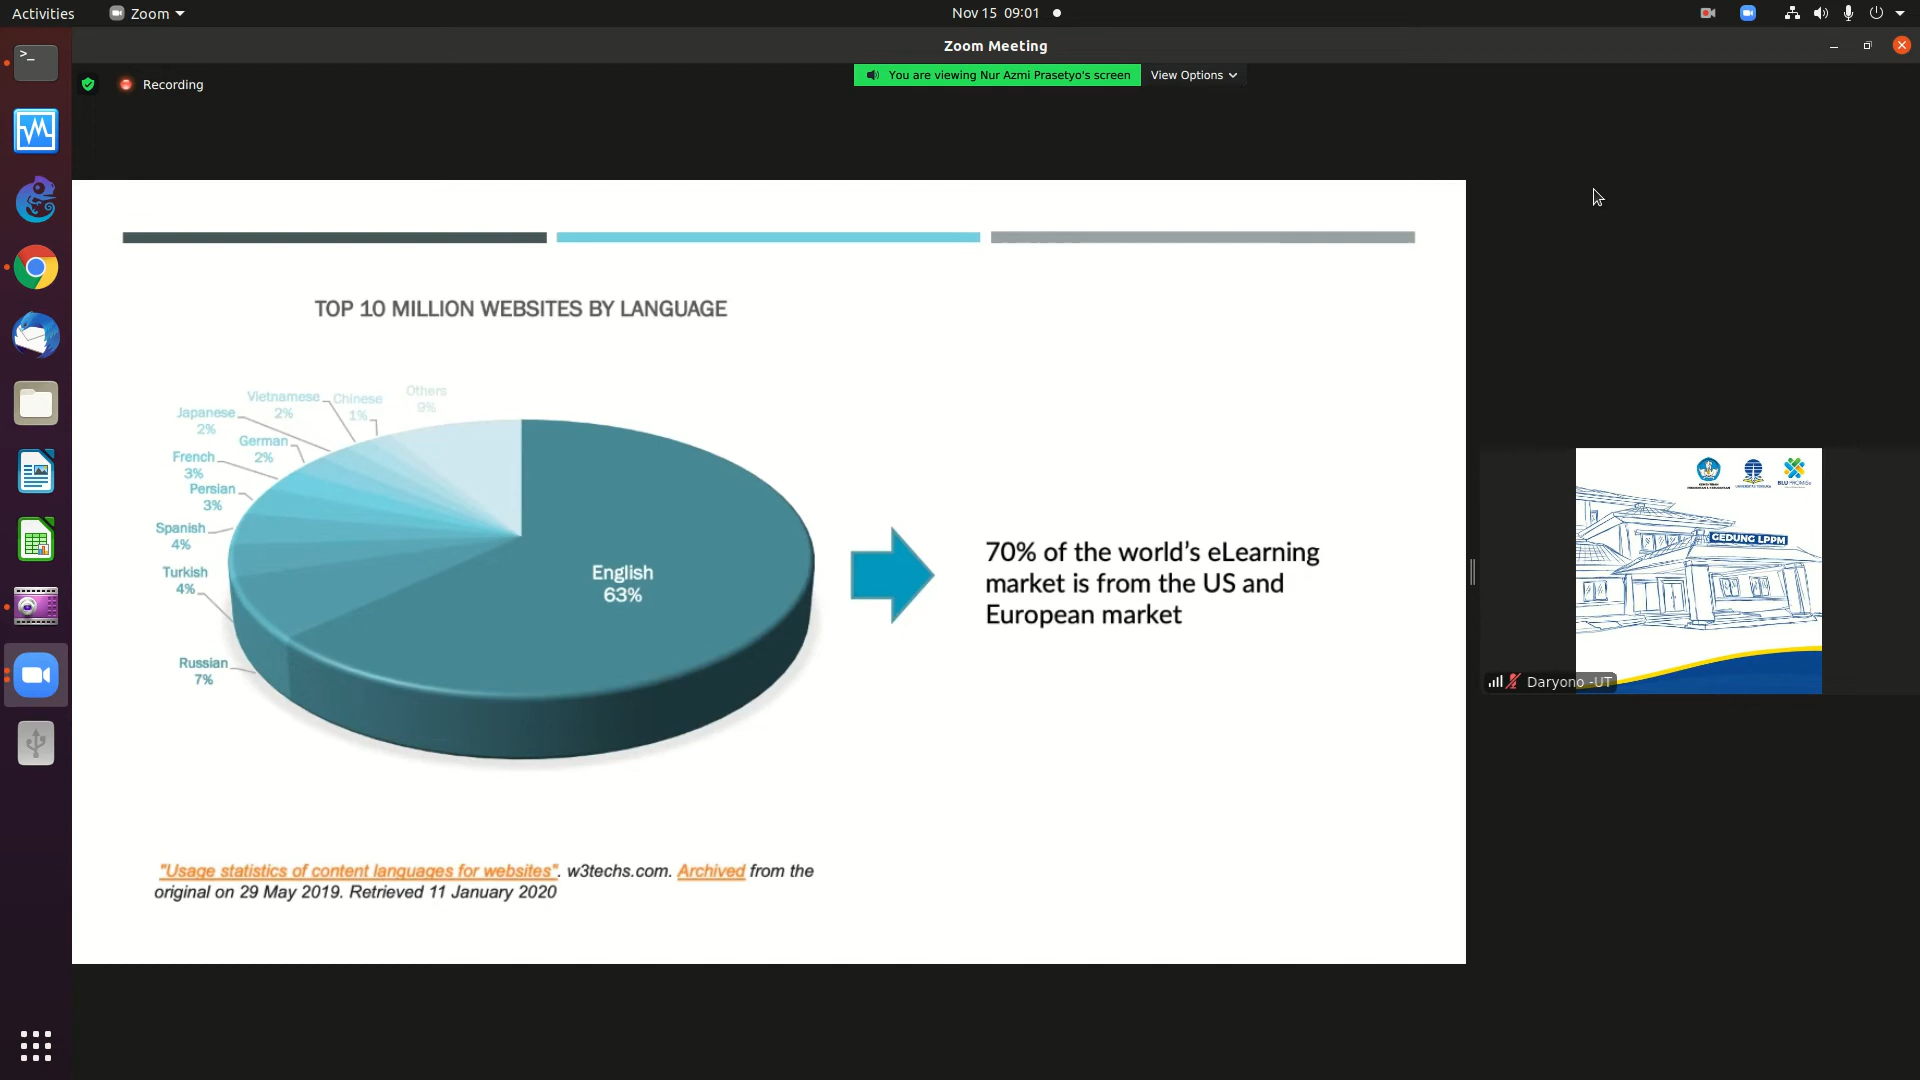 Activities
Zoom
Nov 15 09:01
Zoom Meeting
Recording
You are viewing Nur Azmi Prasetyo's screen
View Options
TOP 10 MILLION WEBSITES BY LANGUAGE
Others
9%
Chinese
1%
Vietnamese
2%
Japanese
2%
German
2%
French
3%
Persian
3%
Spanish
4%
Turkish
4%
Russian
7%
English
63%
70% of the world's eLearning
market is from the US and
European market
"Usage statistics of content languages for websites". w3techs.com. Archived from the
original on 29 May 2019. Retrieved 11 January 2020
GEDUNG LPPM
Daryono -UT